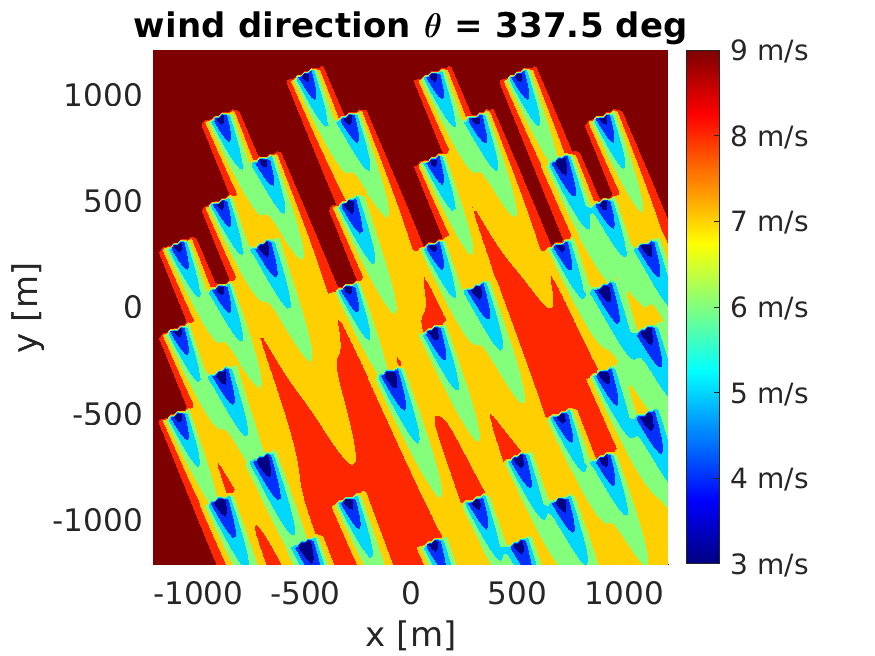 wind direction θ = 337.5 deg
9 m/s
8 m/s
7 m/s
6 m/s
5 m/s
4 m/s
3 m/s
1000
500
0
-500
-1000
y [m]
-1000 -500 0 500 1000
x [m]